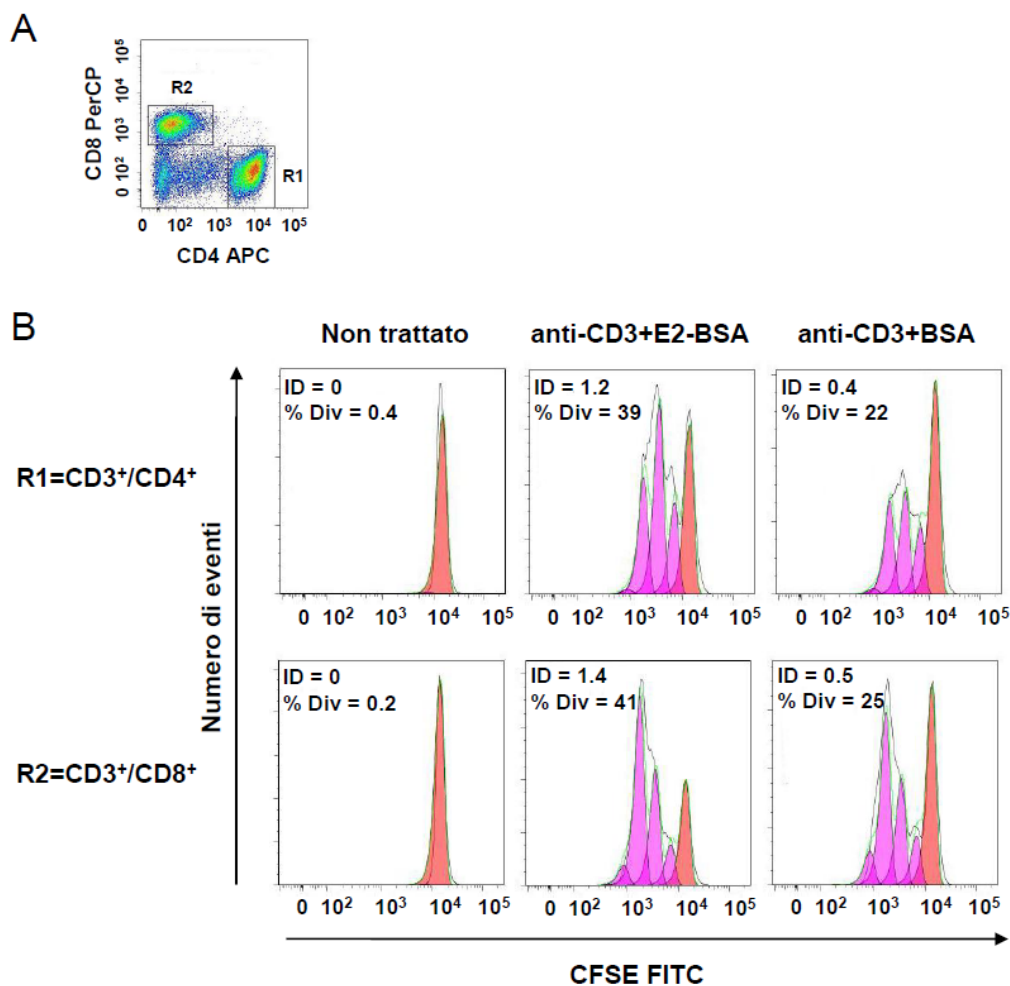 A
CD8 PerCP
10⁵
10⁴
10³
10²
0
R2
R1
0 10² 10³ 10⁴ 10⁵
CD4 APC
B
Non trattato anti-CD3+E2-BSA anti-CD3+BSA
Numero di eventi
R1=CD3⁺/CD4⁺
ID = 0
% Div = 0.4
ID = 1.2
% Div = 39
ID = 0.4
% Div = 22
0 10² 10³ 10⁴ 10⁵
0 10² 10³ 10⁴ 10⁵
0 10² 10³ 10⁴ 10⁵
R2=CD3⁺/CD8⁺
ID = 0
% Div = 0.2
ID = 1.4
% Div = 41
ID = 0.5
% Div = 25
0 10² 10³ 10⁴ 10⁵
0 10² 10³ 10⁴ 10⁵
0 10² 10³ 10⁴ 10⁵
CFSE FITC